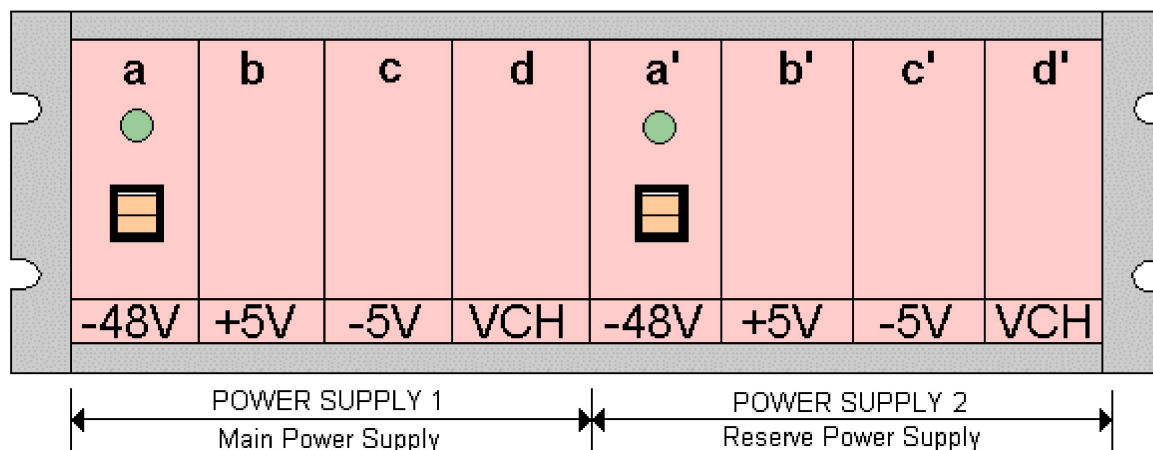 a b c d a' b' c' d'
-48V +5V -5V VCH -48V +5V -5V VCH
POWER SUPPLY 1 POWER SUPPLY 2
Main Power Supply Reserve Power Supply